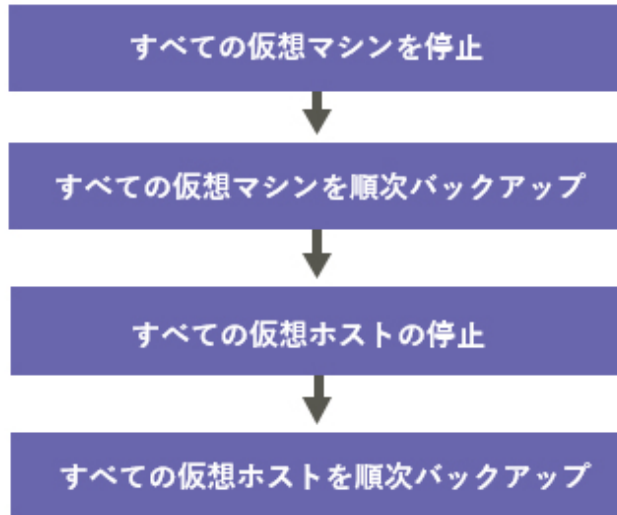 すべての仮想マシンを停止
すべての仮想マシンを順次バックアップ
すべての仮想ホストの停止
すべての仮想ホストを順次バックアップ